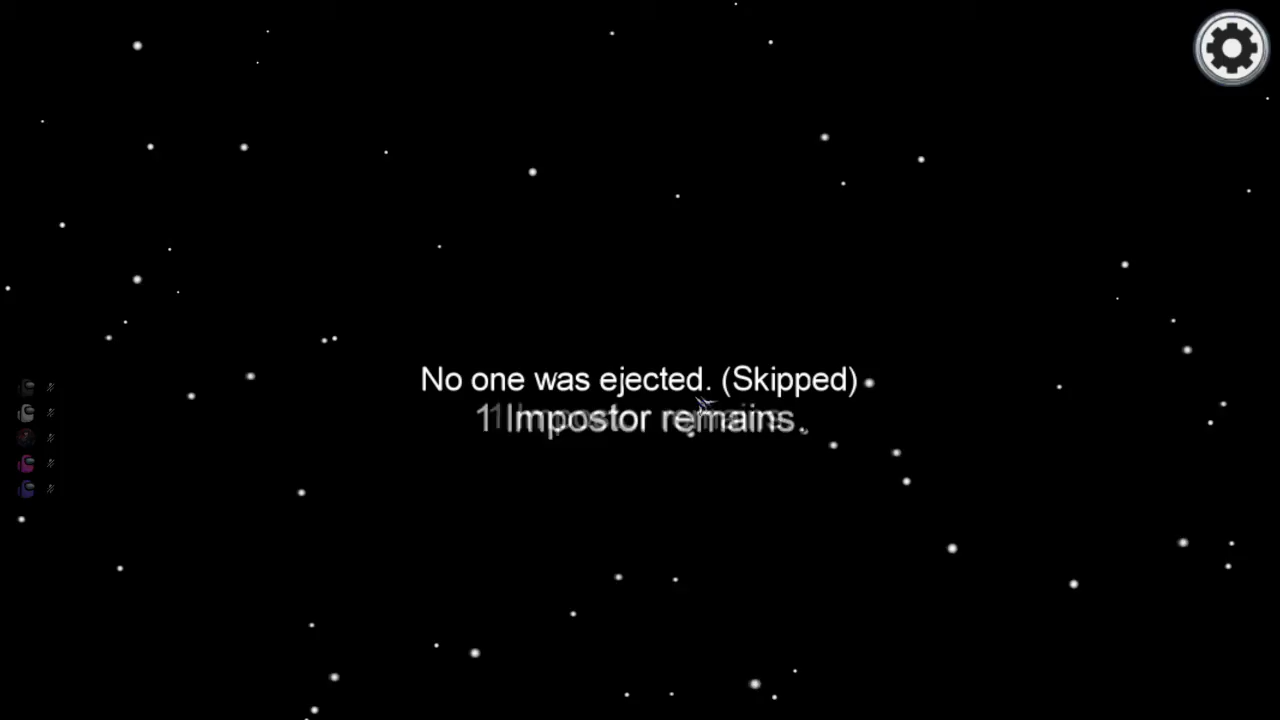 No one was ejected. (Skipped)
1 Impostor remains.